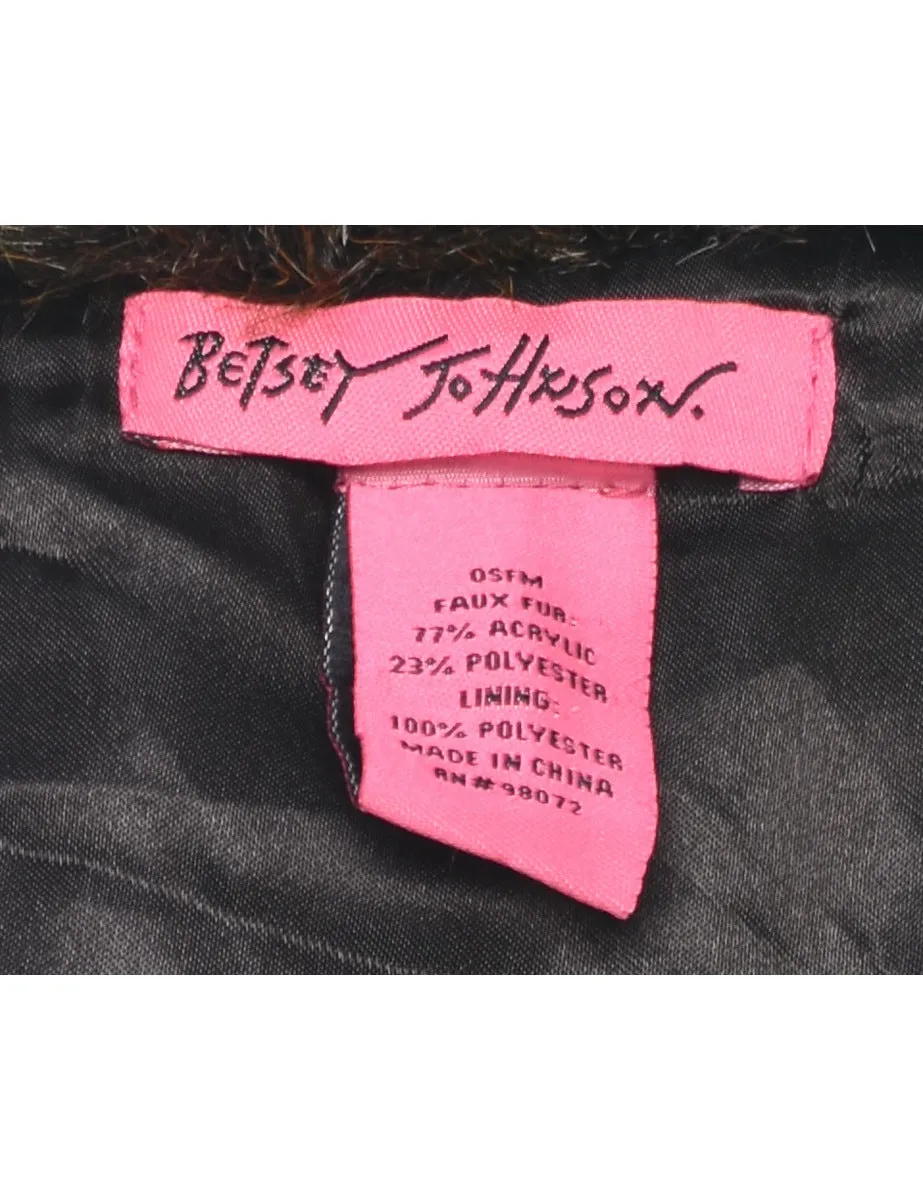 BETSEY JOHNSON.
OSFM
FAUX FUR:
77% ACRYLIC
23% POLYESTER
LINING:
100% POLYESTER
MADE IN CHINA
RN#98072